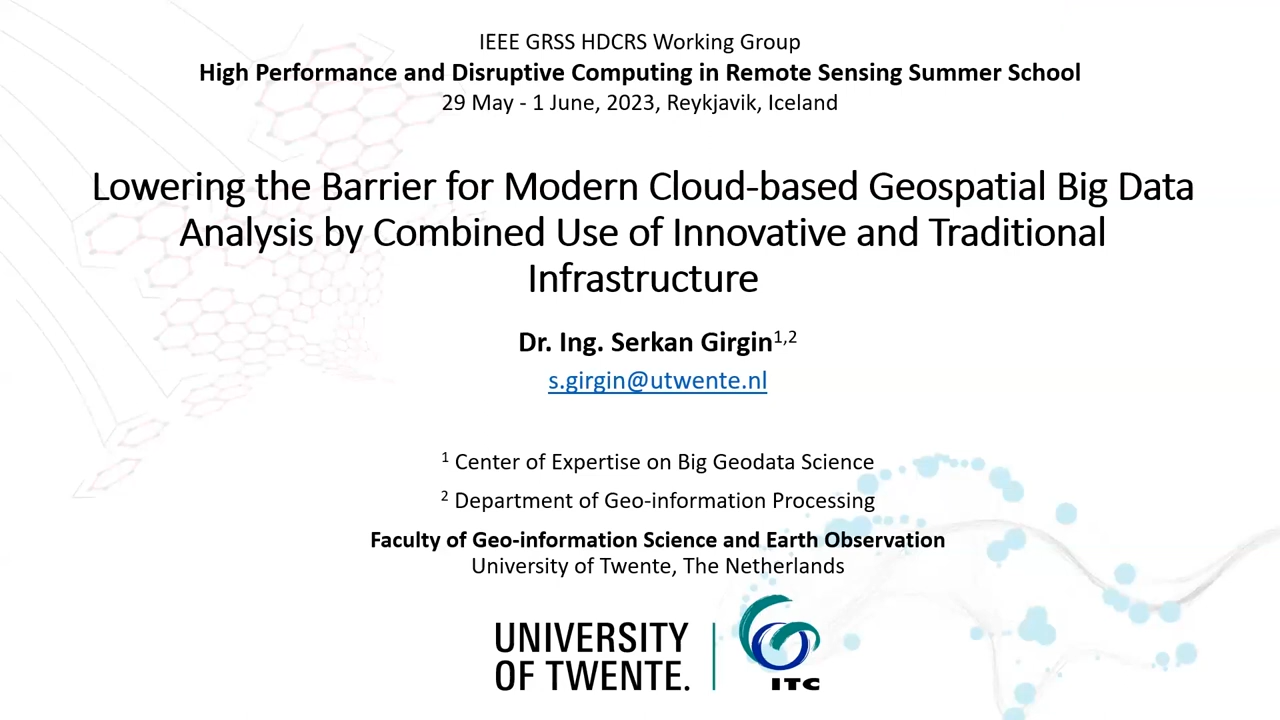 IEEE GRSS HDCRS Working Group
High Performance and Disruptive Computing in Remote Sensing Summer School
29 May - 1 June, 2023, Reykjavik, Iceland
Lowering the Barrier for Modern Cloud-based Geospatial Big Data
Analysis by Combined Use of Innovative and Traditional
Infrastructure
Dr. Ing. Serkan Girgin1,2
s.girgin@utwente.nl
1 Center of Expertise on Big Geodata Science
2 Department of Geo-information Processing
Faculty of Geo-information Science and Earth Observation
University of Twente, The Netherlands
UNIVERSITY
OF TWENTE.
ITC